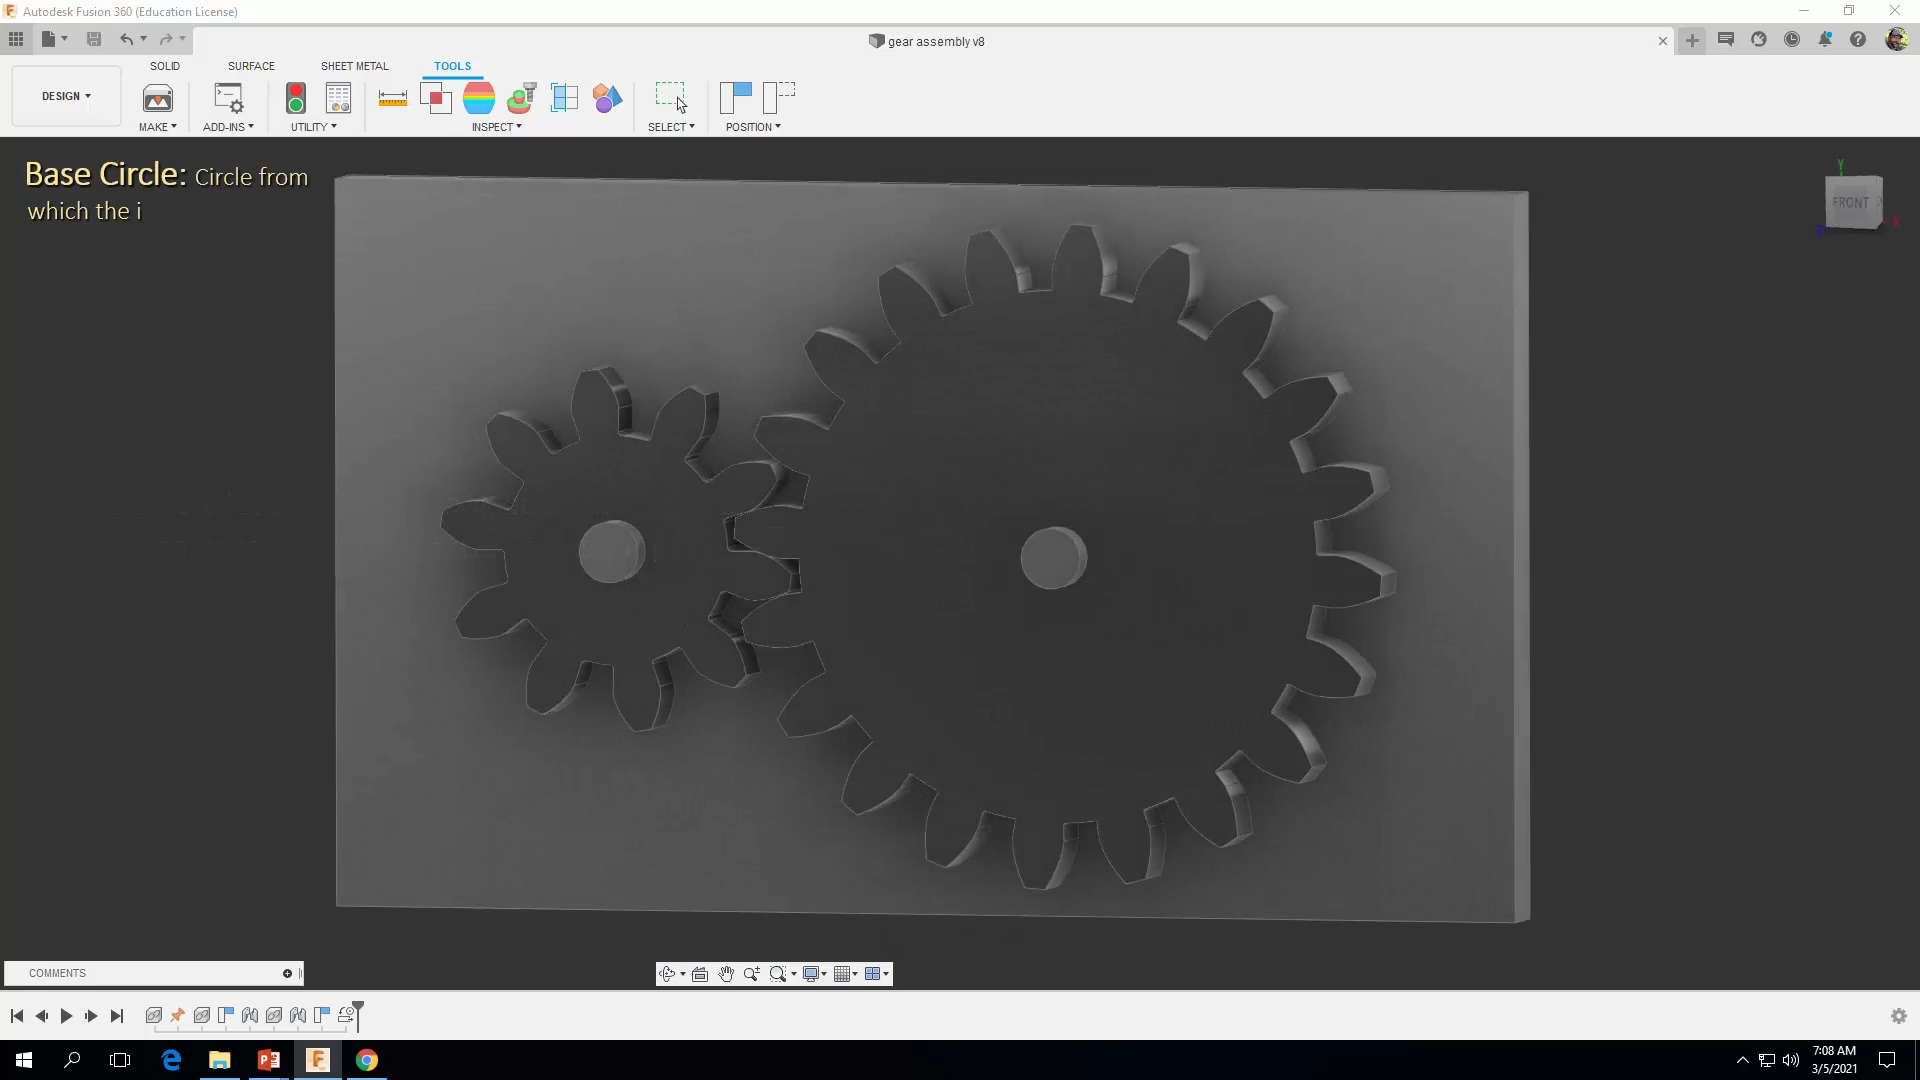 Autodesk Fusion 360 (Education License)
gear assembly v8
SOLID
SURFACE
SHEET METAL
TOOLS
DESIGN
MAKE
ADD-INS
UTILITY
INSPECT
SELECT
POSITION
Base Circle: Circle from
which the i
Y
FRONT
X
Z
COMMENTS
7:08 AM
3/5/2021